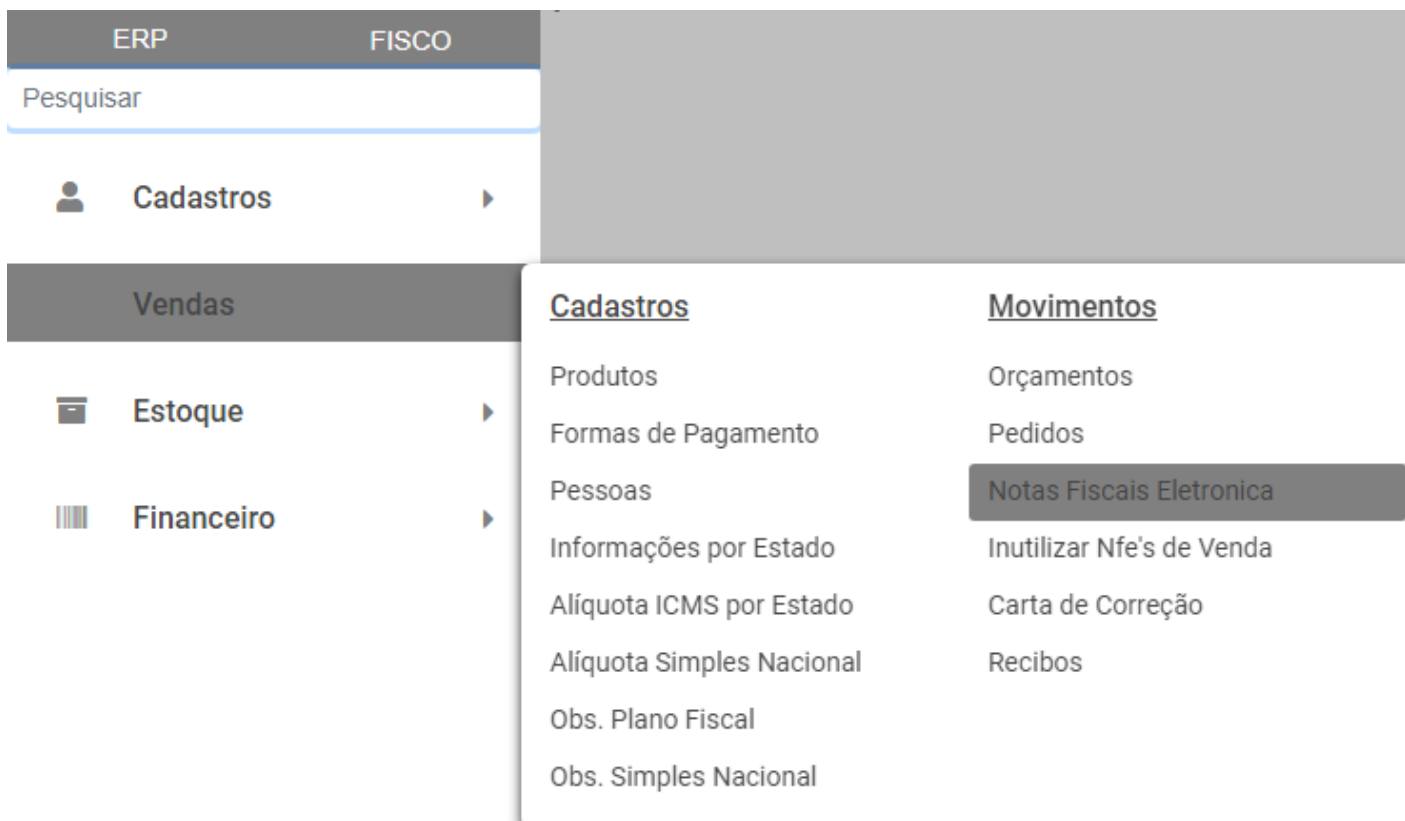 ERP FISCO
Pesquisar
Cadastros
Vendas
Estoque
Financeiro
Cadastros
Produtos
Formas de Pagamento
Pessoas
Informações por Estado
Alíquota ICMS por Estado
Alíquota Simples Nacional
Obs. Plano Fiscal
Obs. Simples Nacional
Movimentos
Orçamentos
Pedidos
Notas Fiscais Eletronica
Inutilizar Nfe's de Venda
Carta de Correção
Recibos